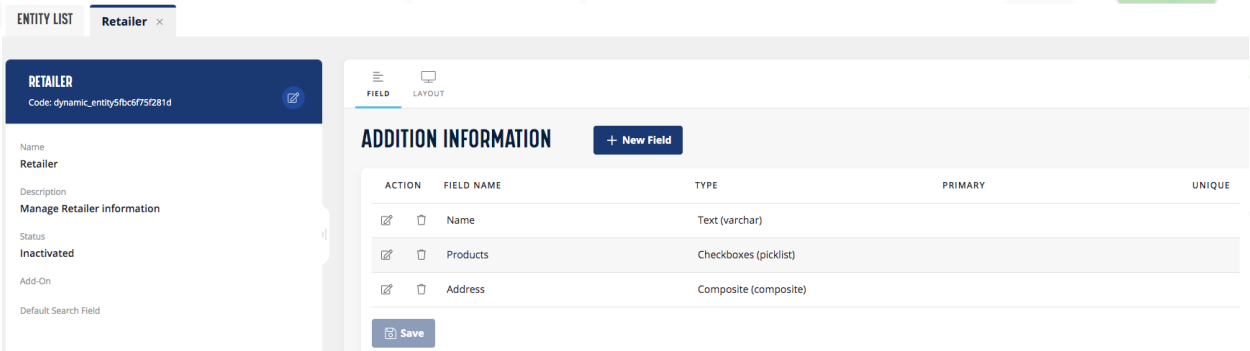 ENTITY LIST
Retailer ×
RETAILER
Code: dynamic_entity5fbc6f75f281d
Name
Retailer
Description
Manage Retailer information
Status
Inactivated
Add-On
Default Search Field
FIELD
LAYOUT
ADDITION INFORMATION
+ New Field
ACTION FIELD NAME TYPE PRIMARY UNIQUE
Name Text (varchar)
Products Checkboxes (picklist)
Address Composite (composite)
Save